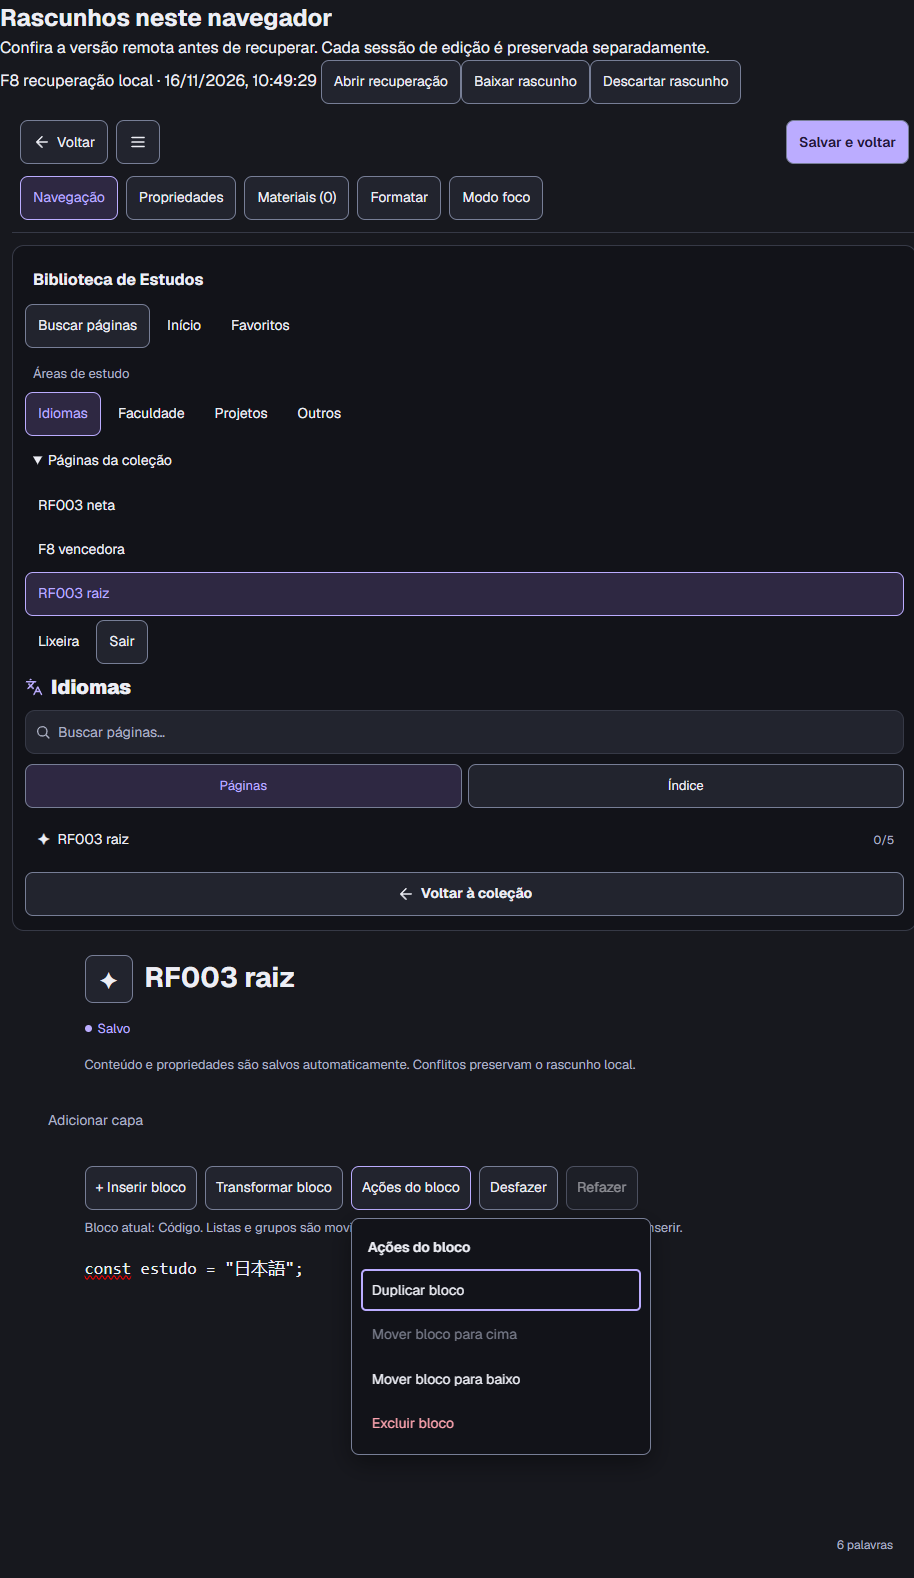 Rascunhos neste navegador
Confira a versão remota antes de recuperar. Cada sessão de edição é preservada separadamente.
F8 recuperação local · 16/11/2026, 10:49:29 Abrir recuperação Baixar rascunho Descartar rascunho
Voltar Salvar e voltar
Navegação Propriedades Materiais (0) Formatar Modo foco
Biblioteca de Estudos
Buscar páginas Início Favoritos
Áreas de estudo
Idiomas Faculdade Projetos Outros
Páginas da coleção
RF003 neta
F8 vencedora
RF003 raiz
Lixeira Sair
Idiomas
Buscar páginas...
Páginas Índice
RF003 raiz 0/5
Voltar à coleção
RF003 raiz
Salvo
Conteúdo e propriedades são salvos automaticamente. Conflitos preservam o rascunho local.
Adicionar capa
+ Inserir bloco Transformar bloco Ações do bloco Desfazer Refazer
Bloco atual: Código. Listas e grupos são
const estudo = "日本語";
Ações do bloco
Duplicar bloco
Mover bloco para cima
Mover bloco para baixo
Excluir bloco
6 palavras